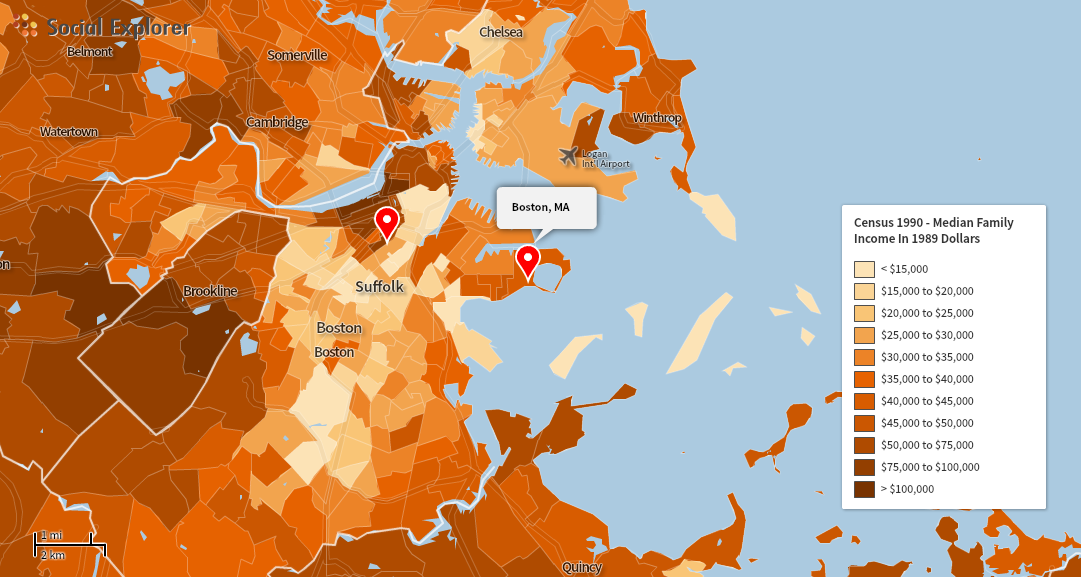 Social Explorer
Chelsea
Belmont
Somerville
Cambridge
Winthrop
Watertown
Logan
Int'l Airport
Boston, MA
on
Brookline
Suffolk
Boston
Boston
Census 1990 - Median Family
Income In 1989 Dollars
< $15,000
$15,000 to $20,000
$20,000 to $25,000
$25,000 to $30,000
$30,000 to $35,000
$35,000 to $40,000
$40,000 to $45,000
$45,000 to $50,000
$50,000 to $75,000
$75,000 to $100,000
> $100,000
1 mi
2 km
Quincy